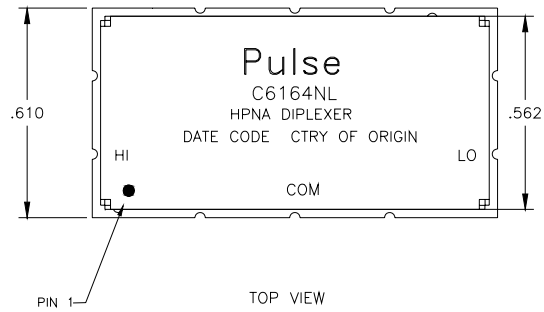 Pulse
C6164NL
HPNA DIPLEXER
.610
.562
DATE CODE CTRY OF ORIGIN
HI
LO
COM
PIN 1
TOP VIEW